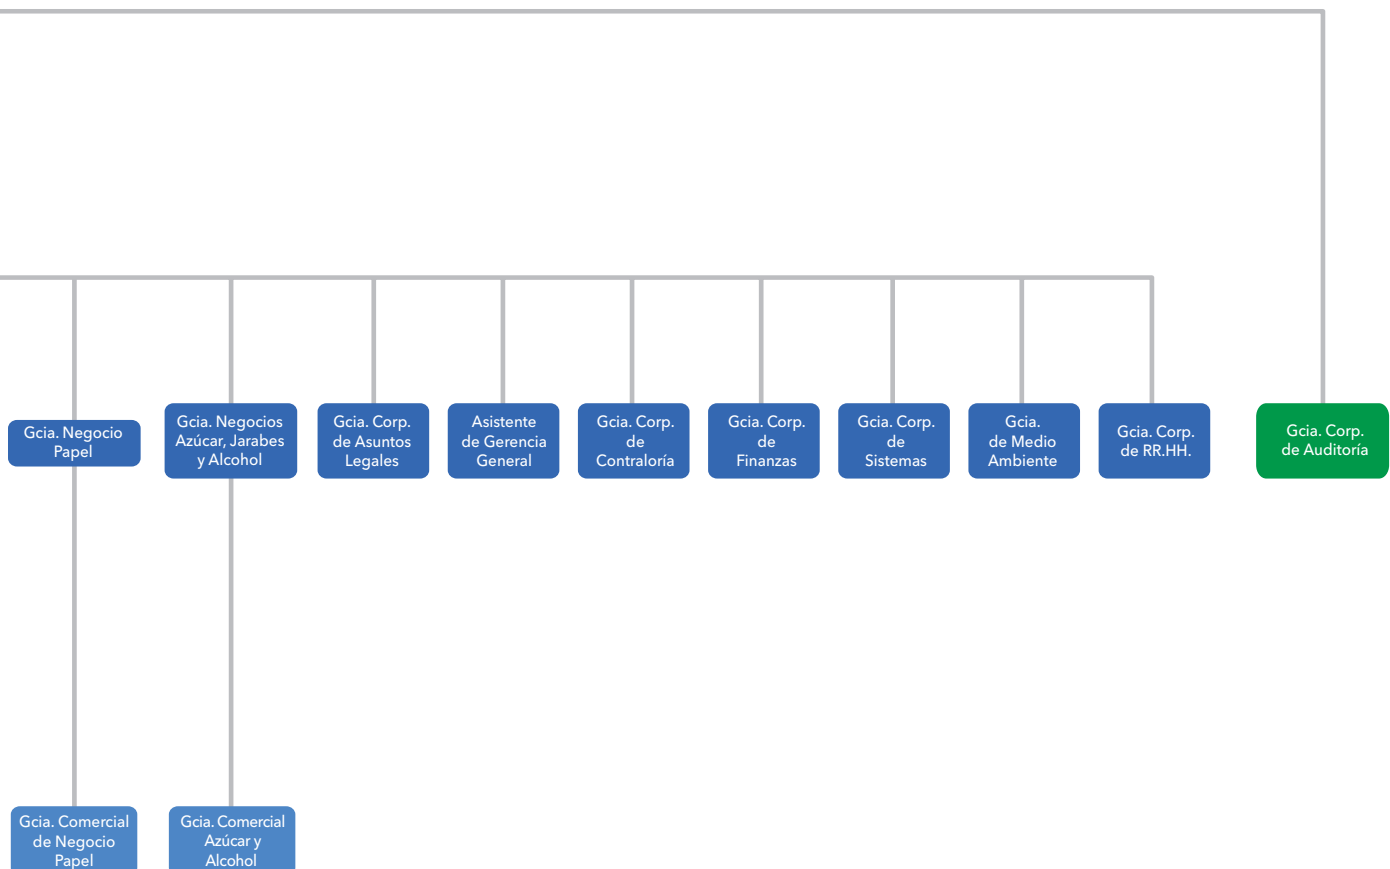 Gcia. Negocio
Papel
Gcia. Negocios
Azúcar, Jarabes
y Alcohol
Gcia. Corp.
de Asuntos
Legales
Asistente
de Gerencia
General
Gcia. Corp.
de
Contraloría
Gcia. Corp.
de
Finanzas
Gcia. Corp.
de
Sistemas
Gcia.
de Medio
Ambiente
Gcia. Corp.
de RR.HH.
Gcia. Corp.
de Auditoría
Gcia. Comercial
de Negocio
Papel
Gcia. Comercial
Azúcar y
Alcohol